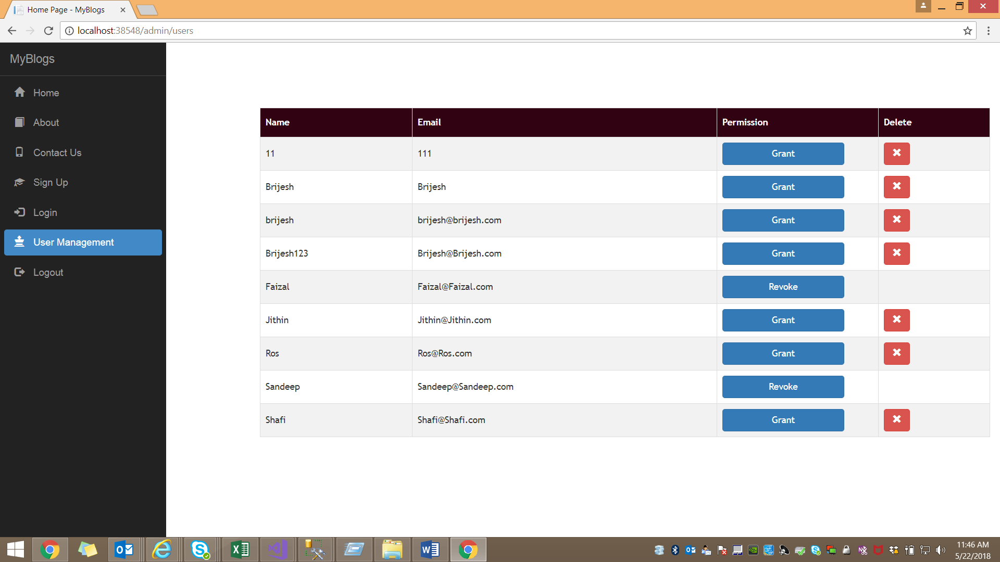 Home Page - MyBlogs
localhost:38548/admin/users
MyBlogs
Home
About
Contact Us
Sign Up
Login
User Management
Logout
Name Email Permission Delete
11 111 Grant
Brijesh Brijesh Grant
brijesh brijesh@brijesh.com Grant
Brijesh123 Brijesh@Brijesh.com Grant
Faizal Faizal@Faizal.com Revoke
Jithin Jithin@Jithin.com Grant
Ros Ros@Ros.com Grant
Sandeep Sandeep@Sandeep.com Revoke
Shafi Shafi@Shafi.com Grant
11:46 AM
5/22/2018